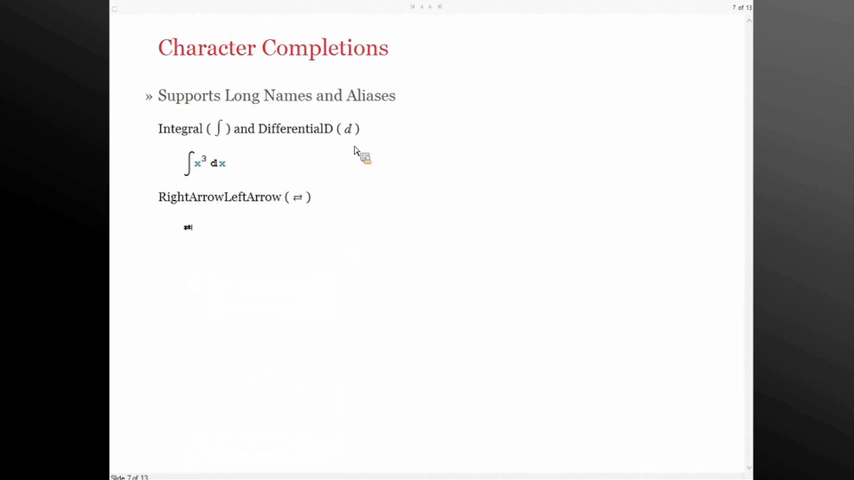 7 of 13
Character Completions
» Supports Long Names and Aliases
Integral ( ∫ ) and DifferentialD ( d )
∫x³ dx
RightArrowLeftArrow ( ⇄ )
⇄
Slide 7 of 13